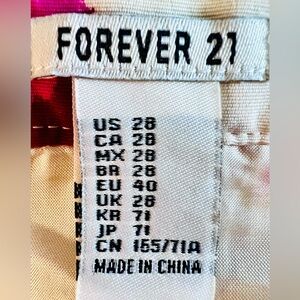 FOREVER 21
US 28
CA 28
MX 28
BR 28
EU 40
UK 28
KR 71
JP 71
CN 165/71A
MADE IN CHINA